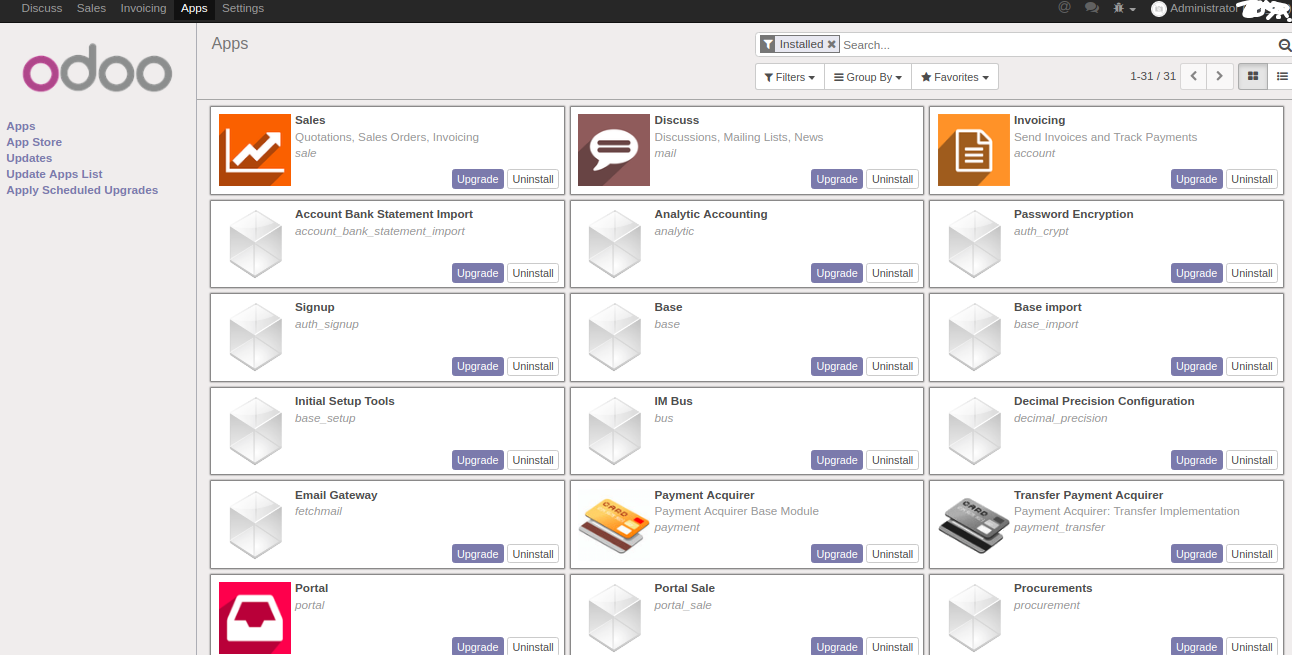 Discuss Sales Invoicing Apps Settings @ Administrator
odoo
Apps
App Store
Updates
Update Apps List
Apply Scheduled Upgrades
Apps
Installed Search...
Filters Group By Favorites
1-31 / 31
Sales
Quotations, Sales Orders, Invoicing
sale
Upgrade Uninstall
Discuss
Discussions, Mailing Lists, News
mail
Upgrade Uninstall
Invoicing
Send Invoices and Track Payments
account
Upgrade Uninstall
Account Bank Statement Import
account_bank_statement_import
Upgrade Uninstall
Analytic Accounting
analytic
Upgrade Uninstall
Password Encryption
auth_crypt
Upgrade Uninstall
Signup
auth_signup
Upgrade Uninstall
Base
base
Upgrade Uninstall
Base import
base_import
Upgrade Uninstall
Initial Setup Tools
base_setup
Upgrade Uninstall
IM Bus
bus
Upgrade Uninstall
Decimal Precision Configuration
decimal_precision
Upgrade Uninstall
Email Gateway
fetchmail
Upgrade Uninstall
CARD
Payment Acquirer
Payment Acquirer Base Module
payment
Upgrade Uninstall
CARD
Transfer Payment Acquirer
Payment Acquirer: Transfer Implementation
payment_transfer
Upgrade Uninstall
Portal
portal
Upgrade Uninstall
Portal Sale
portal_sale
Upgrade Uninstall
Procurements
procurement
Upgrade Uninstall